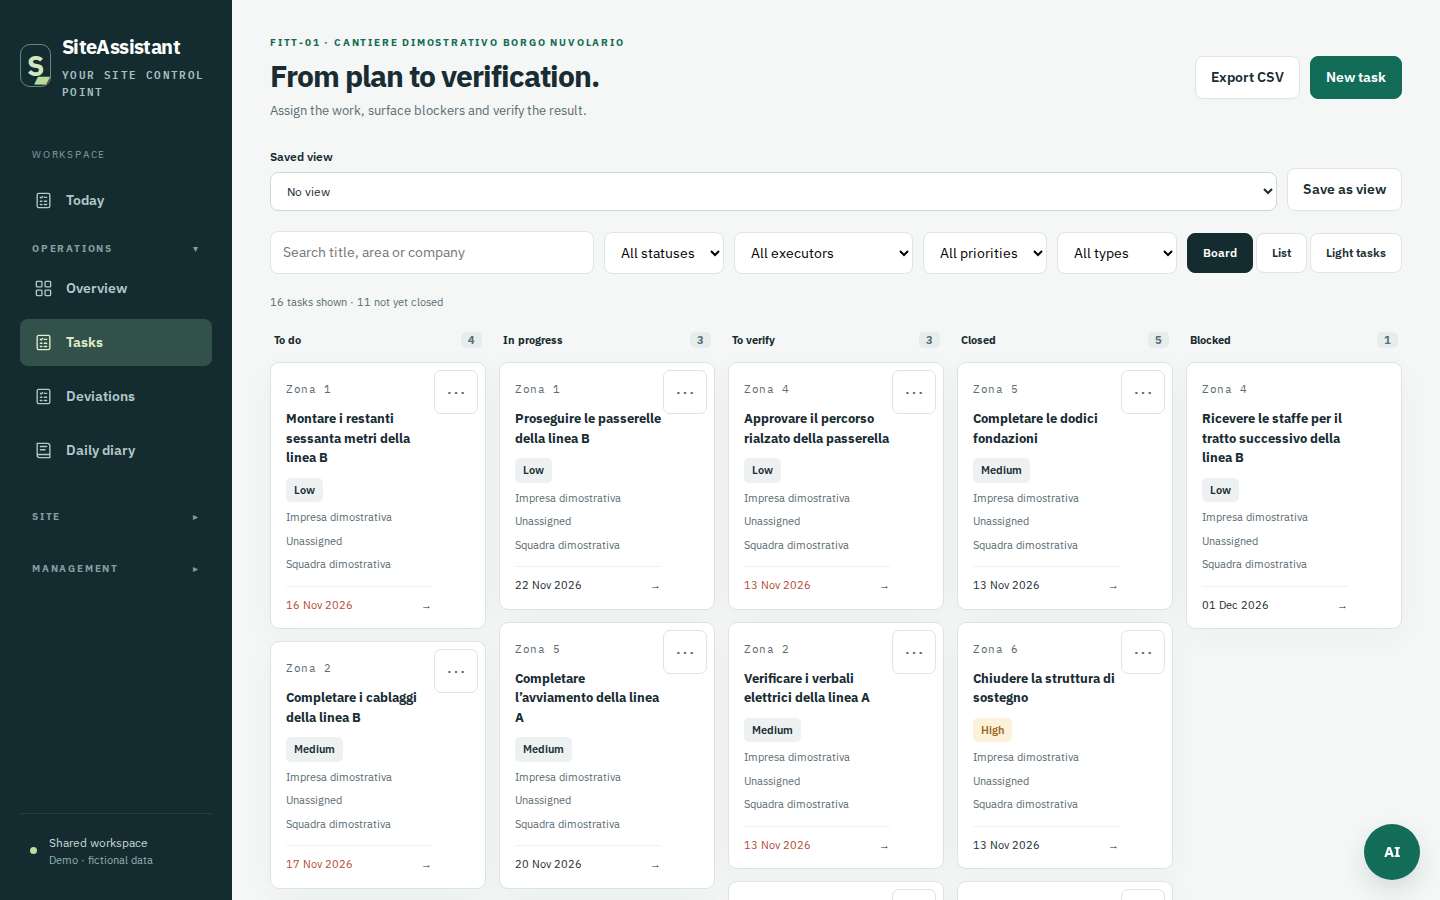 S
SiteAssistant
YOUR SITE CONTROL
POINT
WORKSPACE
Today
OPERATIONS ▾
Overview
Tasks
Deviations
Daily diary
SITE ▸
MANAGEMENT ▸
Shared workspace
Demo · fictional data
FITT-01 · CANTIERE DIMOSTRATIVO BORGO NUVOLARIO
From plan to verification.
Assign the work, surface blockers and verify the result.
Export CSV
New task
Saved view
No view
Save as view
Search title, area or company
All statuses
All executors
All priorities
All types
Board
List
Light tasks
16 tasks shown · 11 not yet closed
To do 4
Zona 1
...
Montare i restanti
sessanta metri della
linea B
Low
Impresa dimostrativa
Unassigned
Squadra dimostrativa
16 Nov 2026 →
Zona 2
...
Completare i cablaggi
della linea B
Medium
Impresa dimostrativa
Unassigned
Squadra dimostrativa
17 Nov 2026 →
In progress 3
Zona 1
...
Proseguire le passerelle
della linea B
Low
Impresa dimostrativa
Unassigned
Squadra dimostrativa
22 Nov 2026 →
Zona 5
...
Completare
l'avviamento della linea
A
Medium
Impresa dimostrativa
Unassigned
Squadra dimostrativa
20 Nov 2026 →
To verify 3
Zona 4
...
Approvare il percorso
rialzato della passerella
Low
Impresa dimostrativa
Unassigned
Squadra dimostrativa
13 Nov 2026 →
Zona 2
...
Verificare i verbali
elettrici della linea A
Medium
Impresa dimostrativa
Unassigned
Squadra dimostrativa
13 Nov 2026 →
Closed 5
Zona 5
...
Completare le dodici
fondazioni
Medium
Impresa dimostrativa
Unassigned
Squadra dimostrativa
13 Nov 2026 →
Zona 6
...
Chiudere la struttura di
sostegno
High
Impresa dimostrativa
Unassigned
Squadra dimostrativa
13 Nov 2026 →
Blocked 1
Zona 4
Ricevere le staffe per il
tratto successivo della
linea B
Low
Impresa dimostrativa
Unassigned
Squadra dimostrativa
01 Dec 2026 →
AI